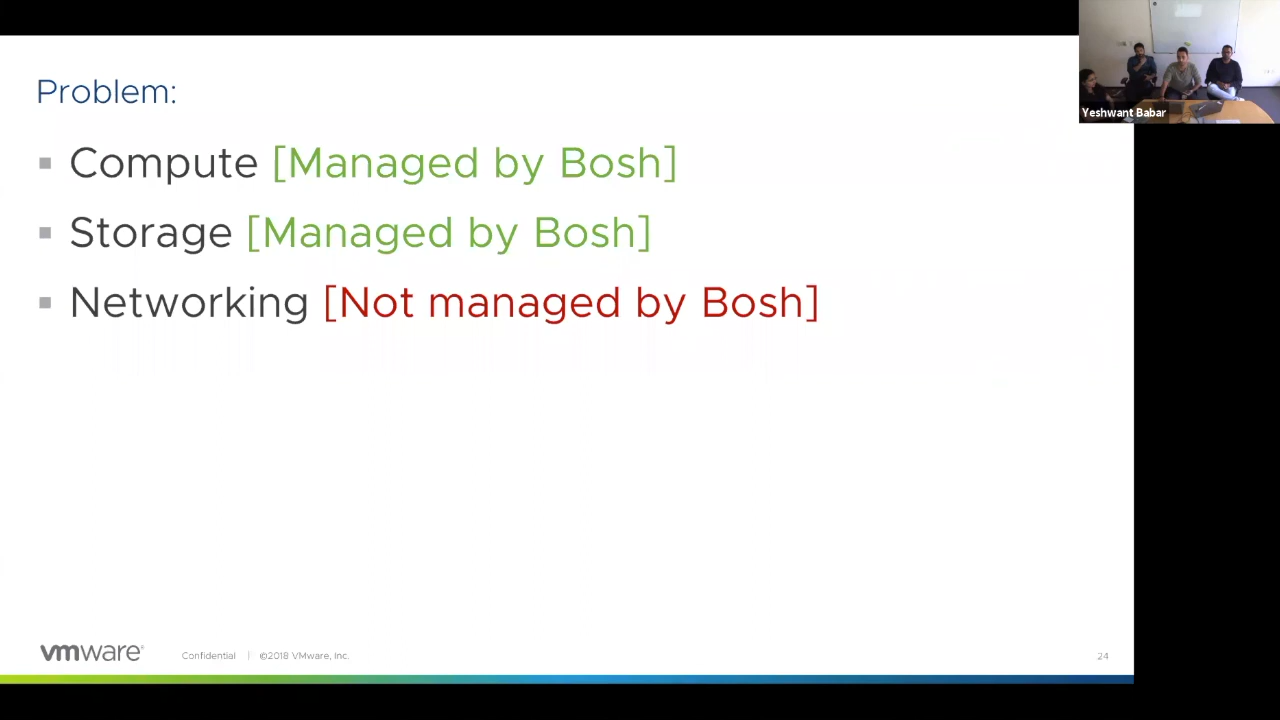 Problem:
▪ Compute [Managed by Bosh]
▪ Storage [Managed by Bosh]
▪ Networking [Not managed by Bosh]
vmware®
Confidential | ©2018 VMware, Inc.
24
Yeshwant Babar